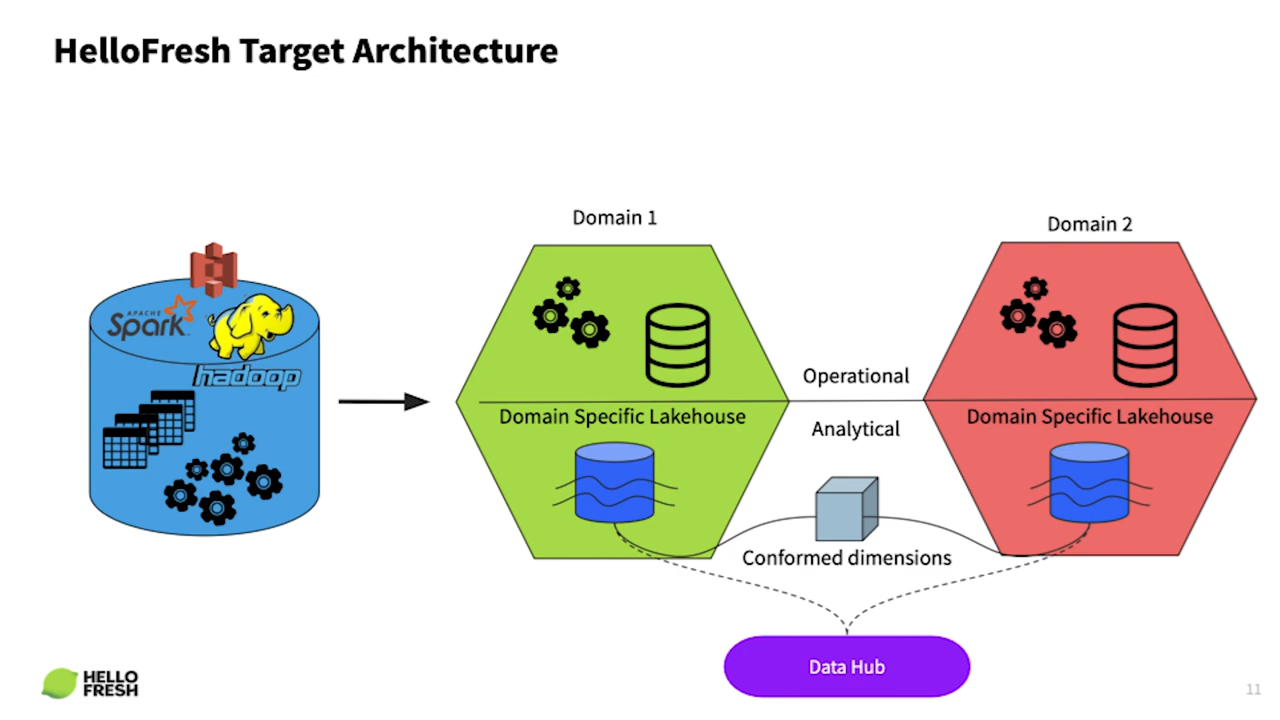 HelloFresh Target Architecture
Domain 1
Domain 2
APACHE
Spark
hadoop
Operational
Domain Specific Lakehouse
Analytical
Domain Specific Lakehouse
Conformed dimensions
Data Hub
HELLO
FRESH
11